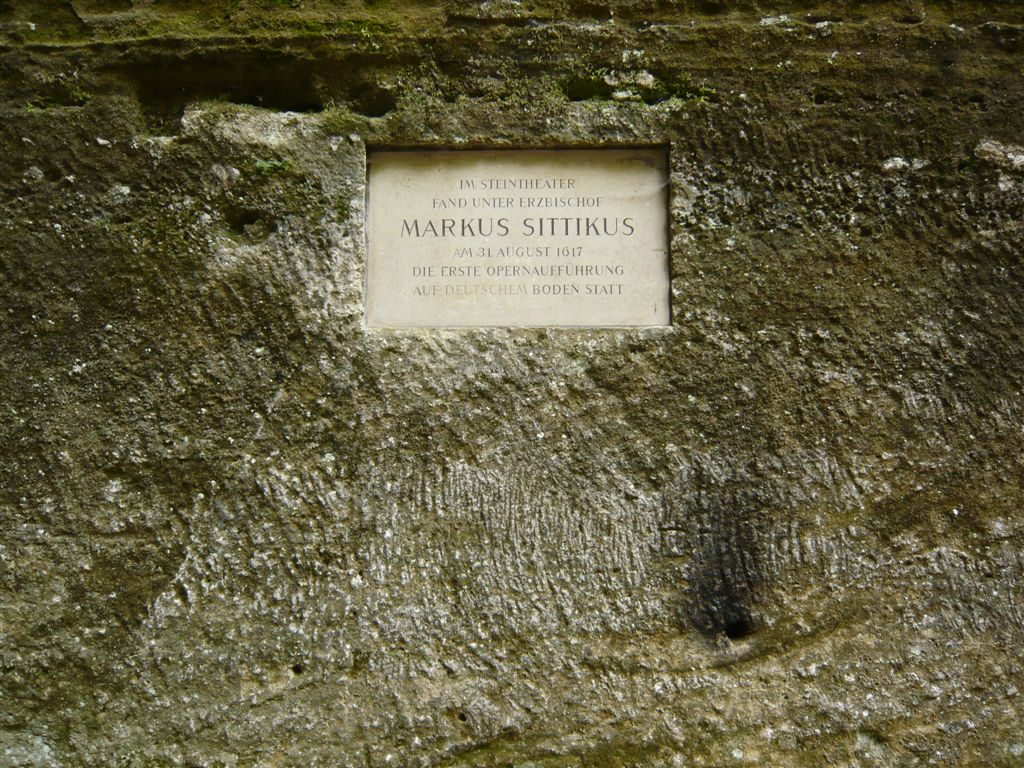 IM STEINTHEATER
FAND UNTER ERZBISCHOF
MARKUS SITTIKUS
AM 31. AUGUST 1617
DIE ERSTE OPERNAUFFÜHRUNG
AUF DEUTSCHEM BODEN STATT